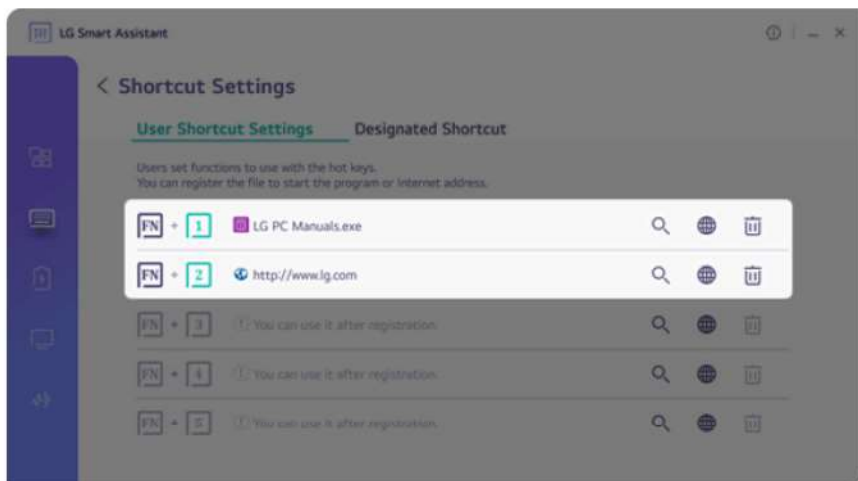 LG Smart Assistant
< Shortcut Settings
User Shortcut Settings Designated Shortcut
Users set functions to use with the hot keys.
You can register the file to start the program or Internet address.
FN + 1 LG PC Manuals.exe
FN + 2 http://www.lg.com
FN + 3 You can use it after registration.
FN + 4 You can use it after registration.
FN + 5 You can use it after registration.